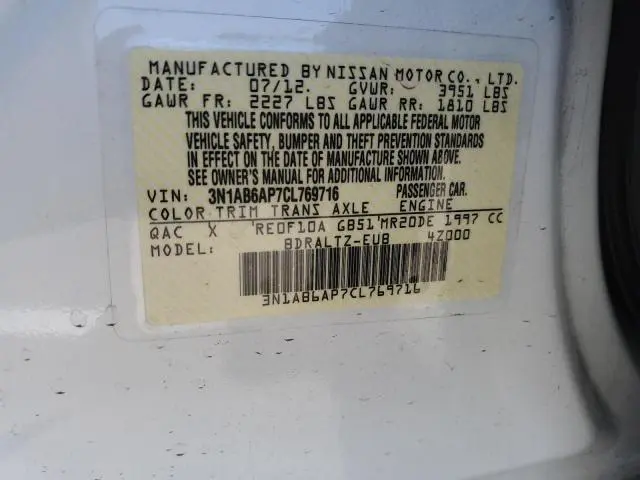 MANUFACTURED BY NISSAN MOTOR CO., LTD.
DATE: 07/12. GVWR: 3951 LBS
GAWR FR: 2227 LBS GAWR RR: 1810 LBS
THIS VEHICLE CONFORMS TO ALL APPLICABLE FEDERAL MOTOR
VEHICLE SAFETY, BUMPER AND THEFT PREVENTION STANDARDS
IN EFFECT ON THE DATE OF MANUFACTURE SHOWN ABOVE.
SEE OWNER'S MANUAL FOR ADDITIONAL INFORMATION
VIN: 3N1AB6AP7CL769716 PASSENGER CAR.
COLOR TRIM TRANS AXLE ENGINE
QAC X 'RE0F10A GB51'MR20DE 1997 CC
MODEL: BDRALTZ-EUB 4Z000
3N1AB6AP7CL769716